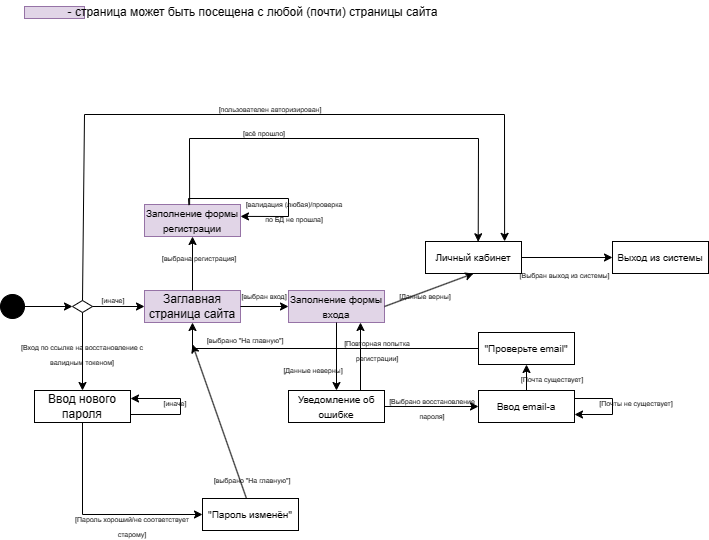 - страница может быть посещена с любой (почти) страницы сайта
[пользователен авторизирован]
[всё прошло]
Заполнение формы
регистрации
[валидация (любая)/проверка
по БД не прошла]
[выбрана регистрация]
Личный кабинет
Выход из системы
[Выбран выход из системы]
[иначе]
Заглавная
страница сайта
[выбран вход]
Заполнение формы
входа
[Данные верны]
[Вход по ссылке на восстановление с
валидным токеном]
[выбрано "На главную"]
[Повторная попытка
регистрации]
"Проверьте email"
[Данные неверны]
[Почта существует]
Ввод нового
пароля
[иначе]
Уведомление об
ошибке
[Выбрано восстановление
пароля]
Ввод email-а
[Почты не существует]
[выбрано "На главную"]
[Пароль хороший/не соответствует
старому]
"Пароль изменён"